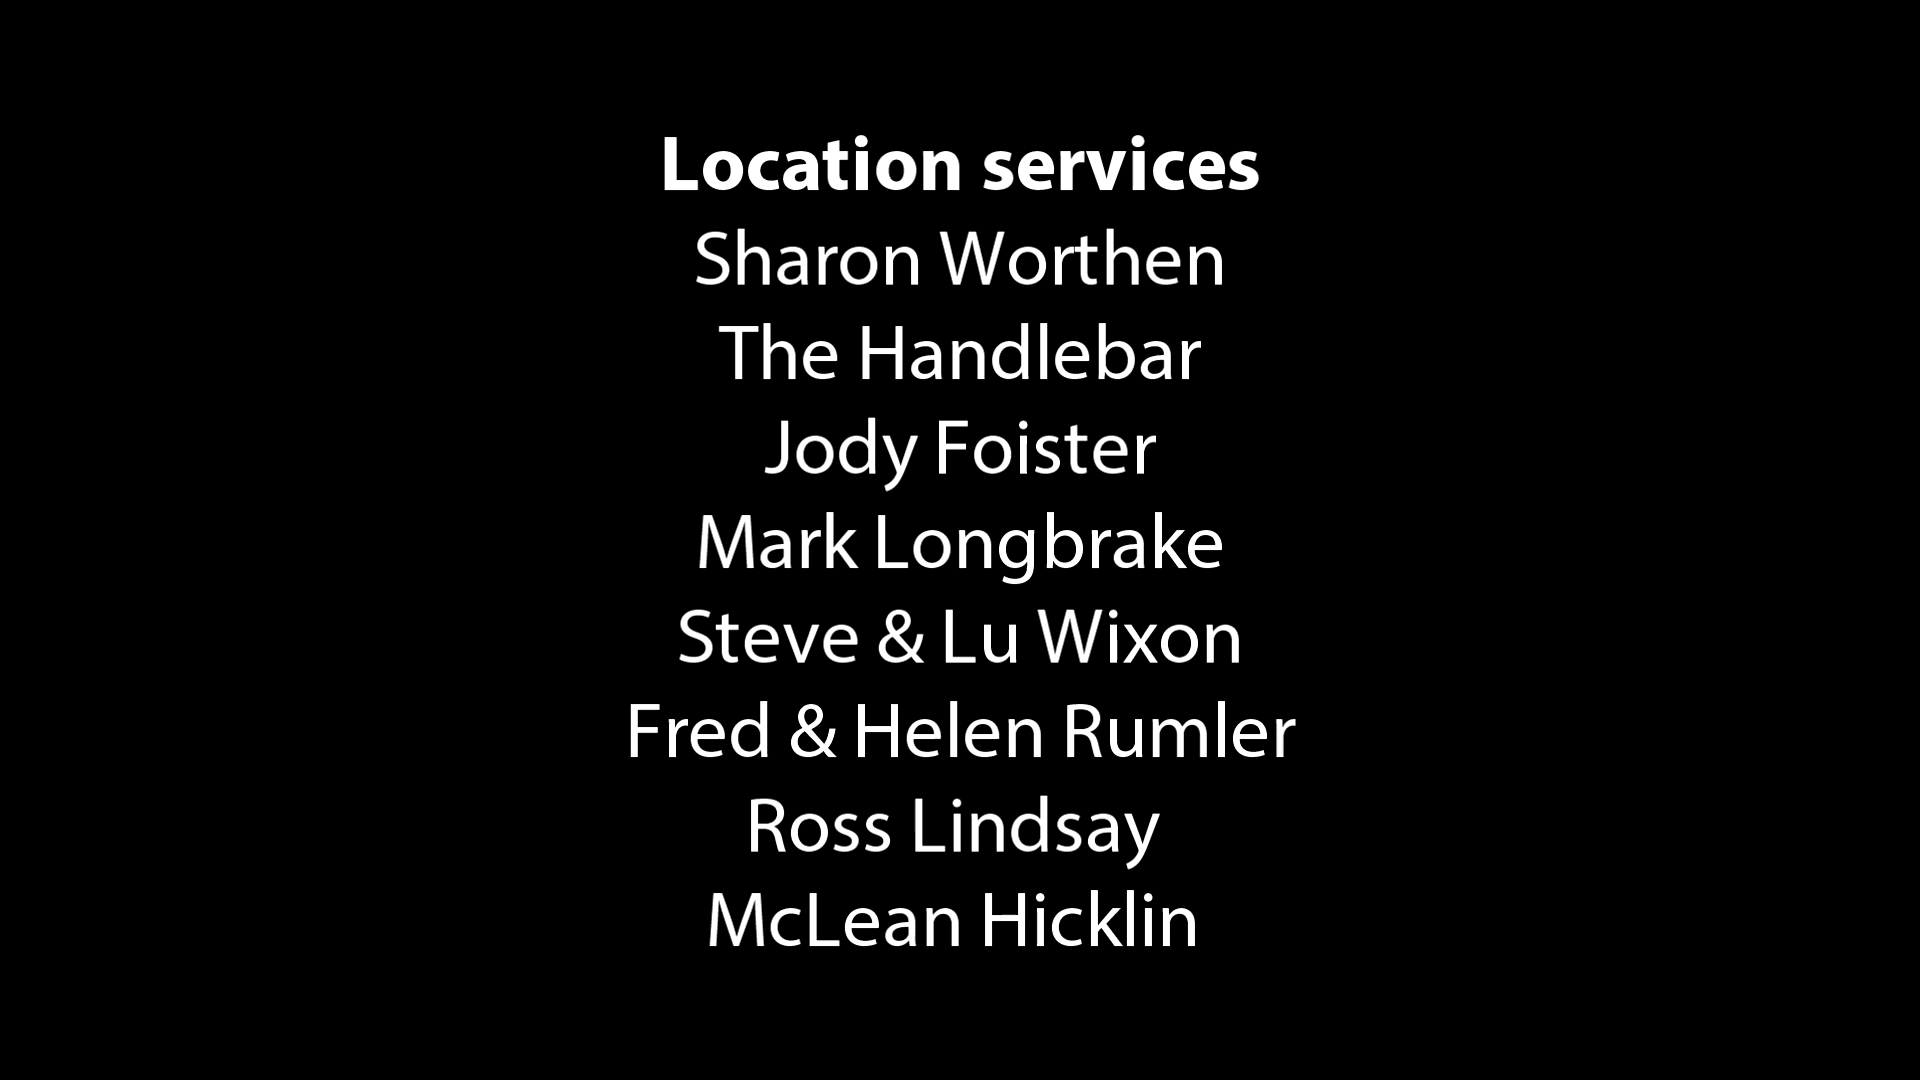 Location services
Sharon Worthen
The Handlebar
Jody Foister
Mark Longbrake
Steve & Lu Wixon
Fred & Helen Rumler
Ross Lindsay
McLean Hicklin